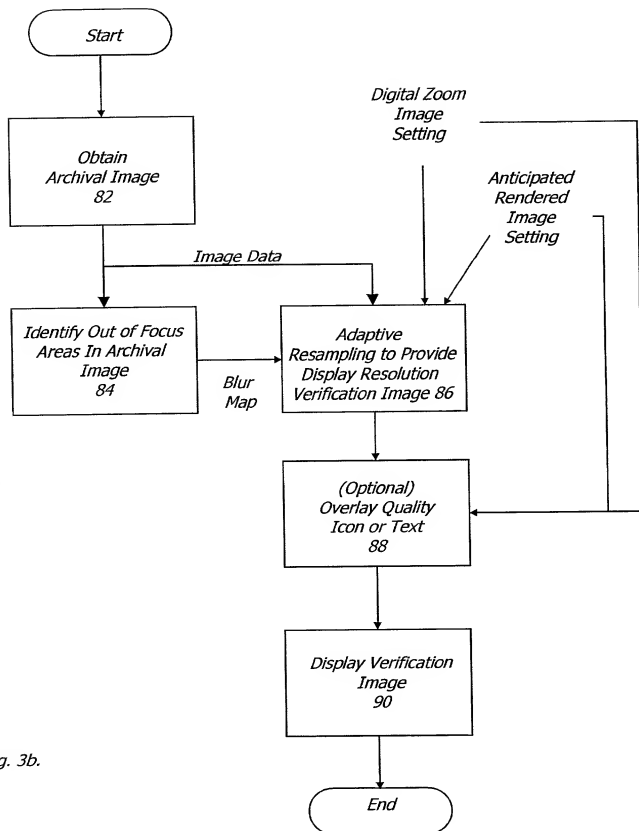 Start
Obtain
Archival Image
82
Digital Zoom
Image
Setting
Anticipated
Rendered
Image
Setting
Image Data
Identify Out of Focus
Areas In Archival
Image
84
Blur
Map
Adaptive
Resampling to Provide
Display Resolution
Verification Image 86
(Optional)
Overlay Quality
Icon or Text
88
Display Verification
Image
90
g. 3b.
End